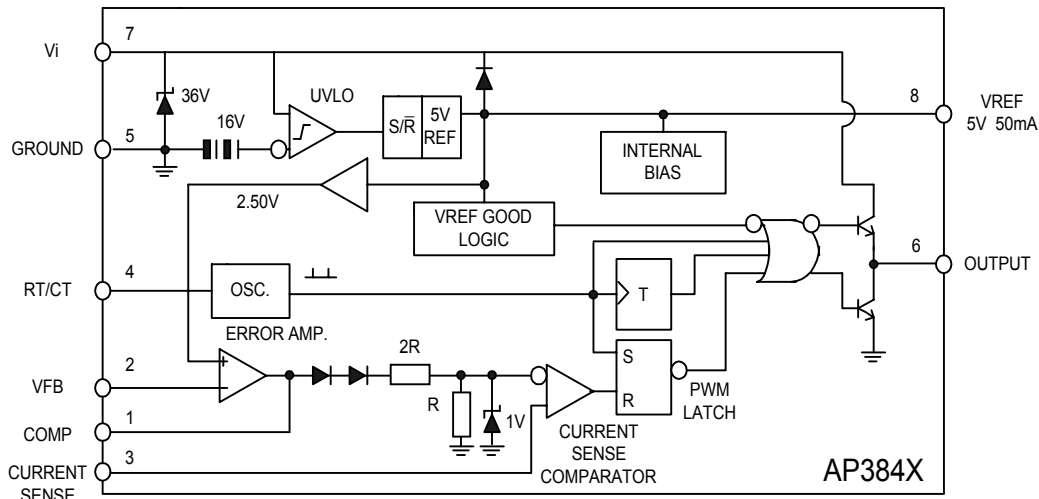 7
Vi
36V
UVLO
8
VREF
5V 50mA
16V
S/R̅
5V
REF
5
GROUND
INTERNAL
BIAS
2.50V
VREF GOOD
LOGIC
6
OUTPUT
4
RT/CT
OSC.
T
ERROR AMP.
2R
+
−
2
VFB
S
R
PWM
LATCH
R
1V
1
COMP
CURRENT
SENSE
COMPARATOR
3
CURRENT
SENSE
AP384X